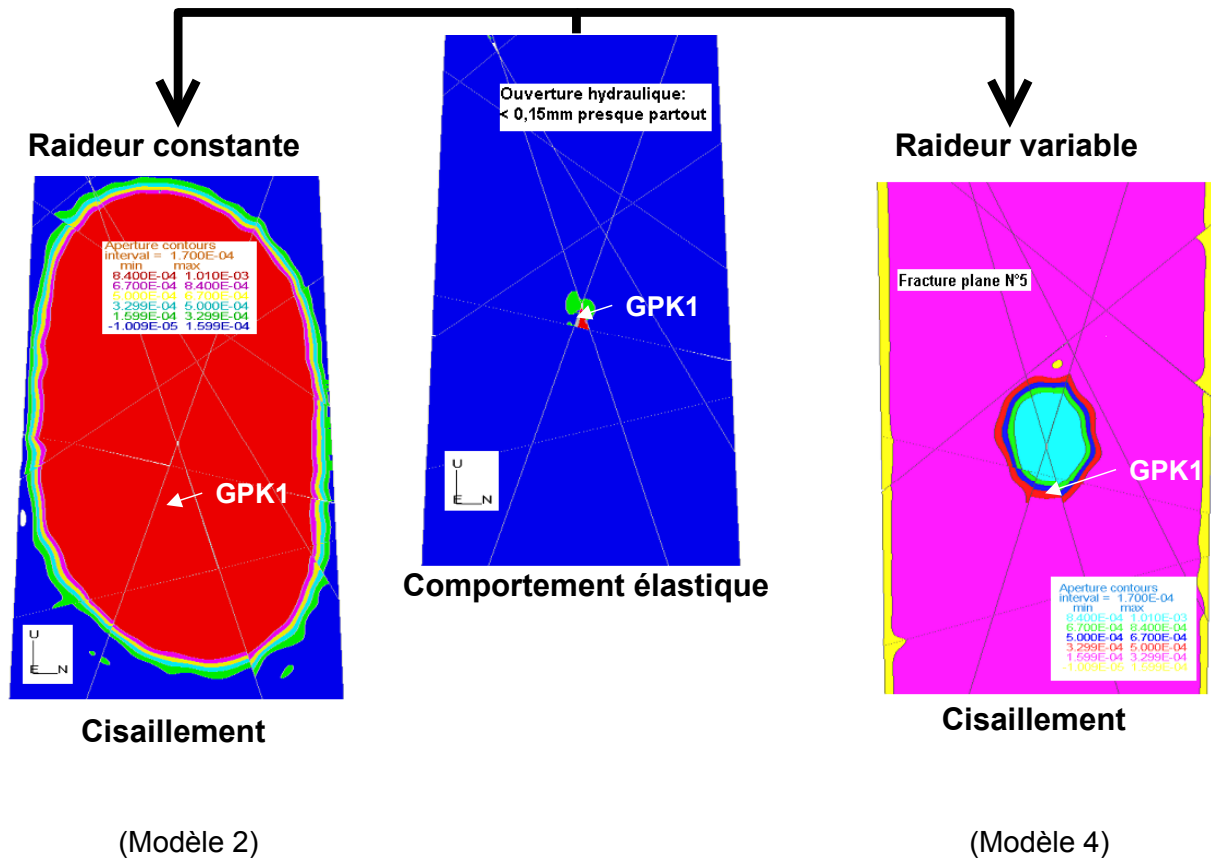 Raideur constante
Ouverture hydraulique:
< 0,15mm presque partout
Raideur variable
Aperture contours
interval = 1.700E-04
min max
8.400E-04 1.010E-03
6.700E-04 8.400E-04
5.000E-04 6.700E-04
3.299E-04 5.000E-04
1.599E-04 3.299E-04
-1.009E-05 1.599E-04
GPK1
U
E N
Cisaillement
(Modèle 2)
GPK1
U
E N
Comportement élastique
Fracture plane N°5
GPK1
Aperture contours
interval = 1.700E-04
min max
8.400E-04 1.010E-03
6.700E-04 8.400E-04
5.000E-04 6.700E-04
3.299E-04 5.000E-04
1.599E-04 3.299E-04
-1.009E-05 1.599E-04
Cisaillement
(Modèle 4)